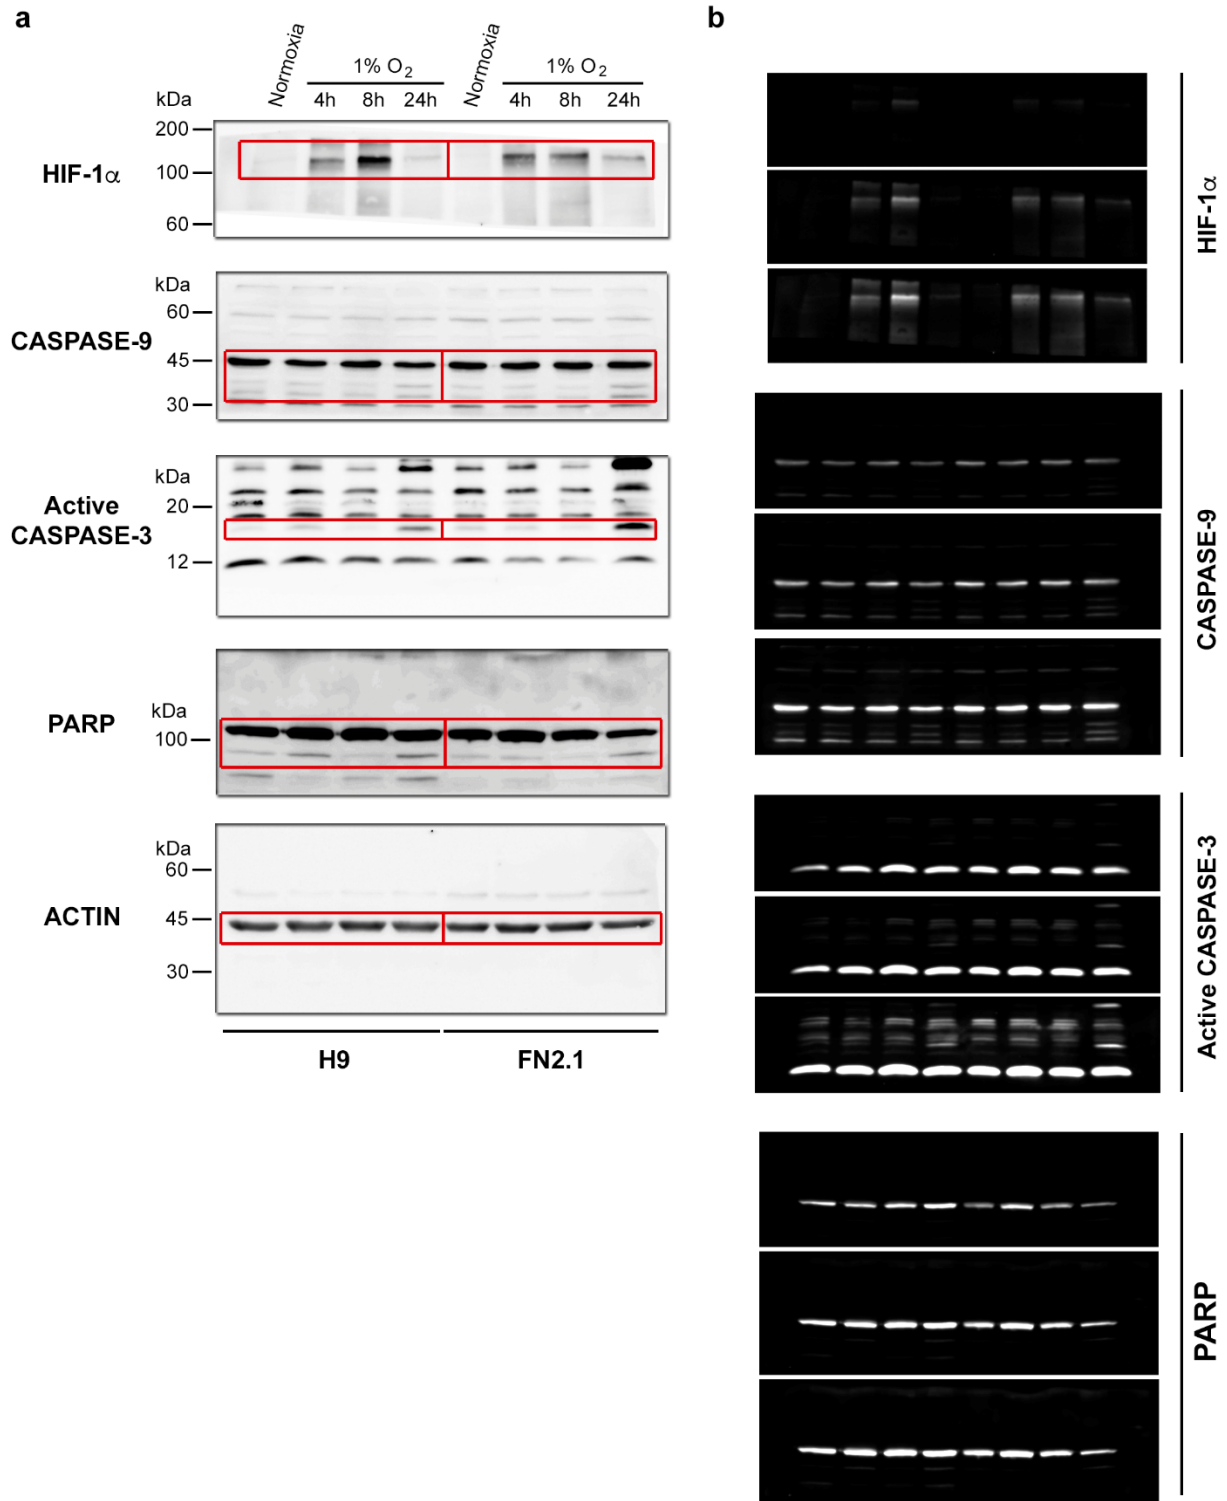 a
Normoxia
1% O2
Normoxia
1% O2
kDa
4h 8h 24h
4h 8h 24h
200
HIF-1α
100
60
kDa
60
CASPASE-9
45
30
kDa
Active
CASPASE-3
20
12
PARP
kDa
100
kDa
60
ACTIN
45
30
H9
FN2.1
b
HIF-1α
CASPASE-9
Active CASPASE-3
PARP